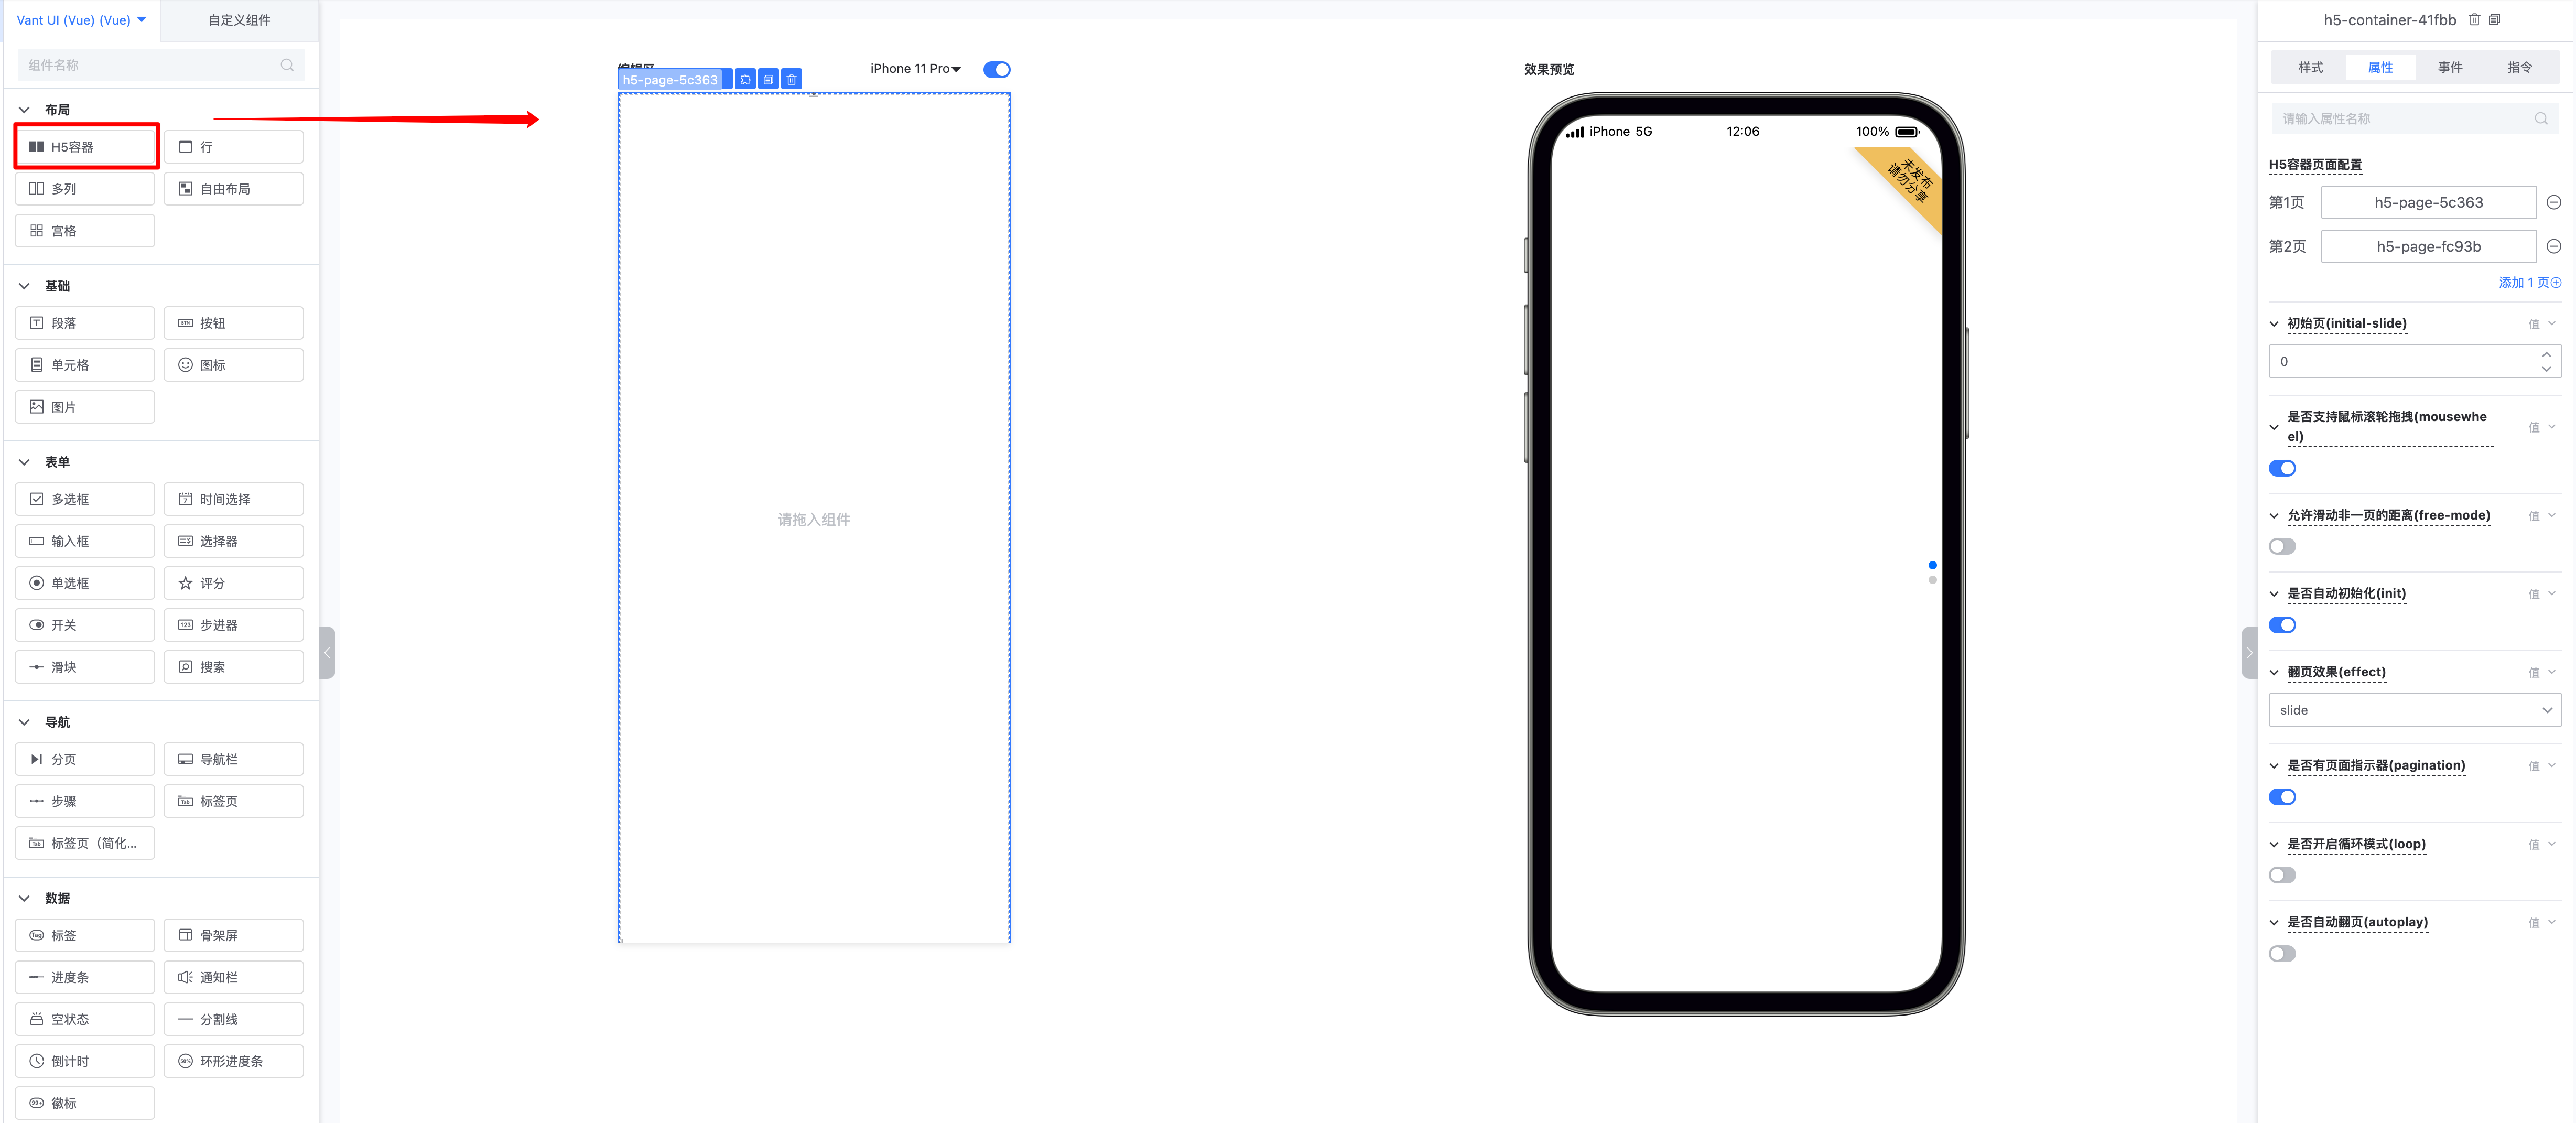 Vant UI (Vue) (Vue)
自定义组件
组件名称
布局
H5容器
行
多列
自由布局
宫格
基础
段落
按钮
单元格
图标
图片
表单
多选框
时间选择
输入框
选择器
单选框
评分
开关
步进器
滑块
搜索
导航
分页
导航栏
步骤
标签页
标签页（简化...
数据
标签
骨架屏
进度条
通知栏
空状态
分割线
倒计时
环形进度条
徽标
编辑区
iPhone 11 Pro
h5-page-5c363
请拖入组件
效果预览
iPhone 5G
12:06
100%
未发布
请勿分享
h5-container-41fbb
样式
属性
事件
指令
请输入属性名称
H5容器页面配置
第1页
h5-page-5c363
第2页
h5-page-fc93b
添加 1 页
初始页(initial-slide)
值
0
是否支持鼠标滚轮拖拽(mousewhe
el)
值
允许滑动非一页的距离(free-mode)
值
是否自动初始化(init)
值
翻页效果(effect)
值
slide
是否有页面指示器(pagination)
值
是否开启循环模式(loop)
值
是否自动翻页(autoplay)
值